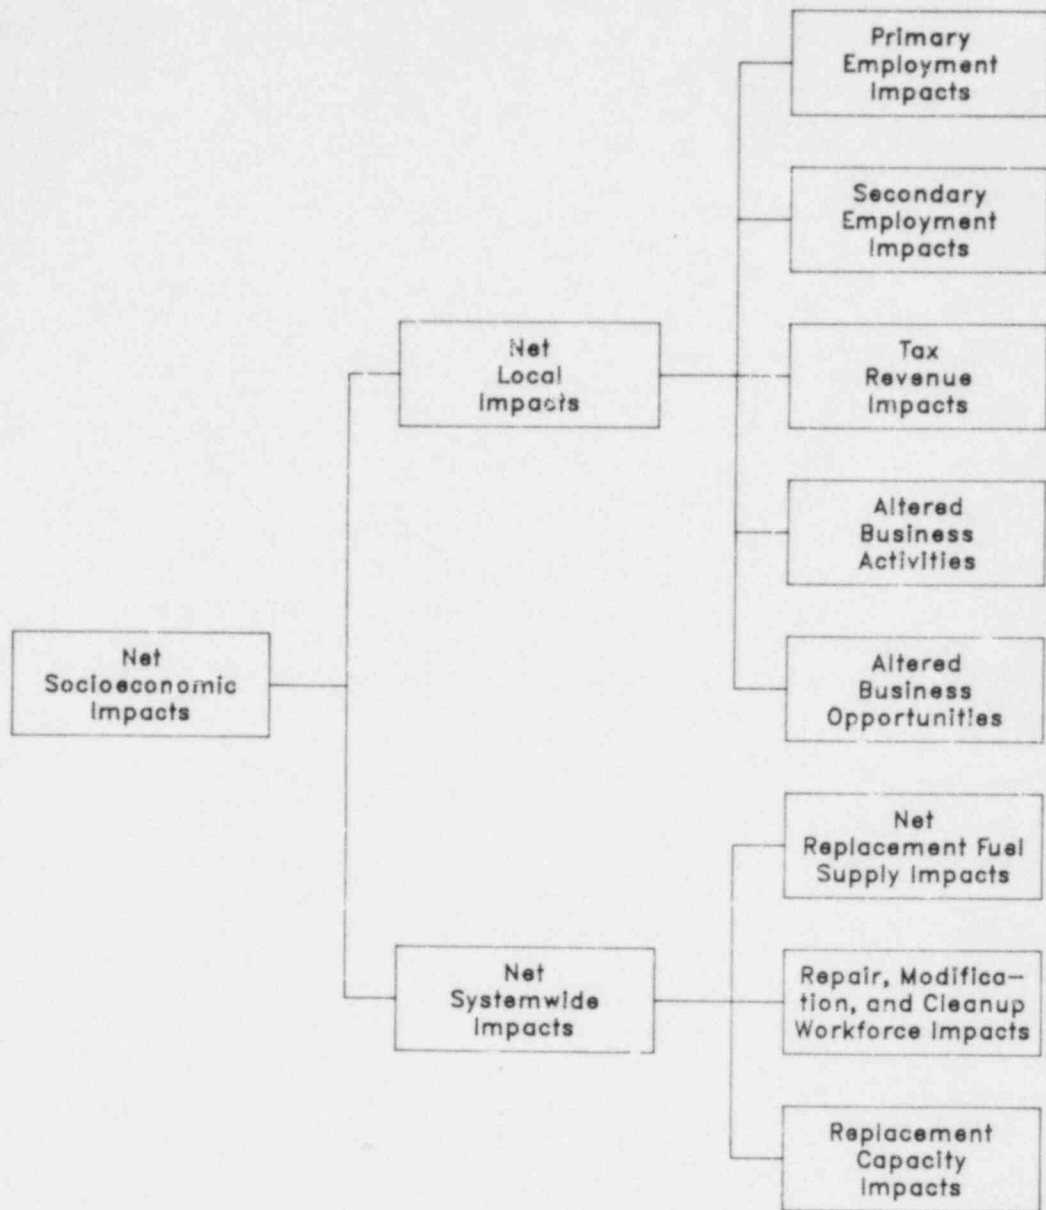 Primary
Employment
Impacts
Secondary
Employment
Impacts
Net
Local
Impacts
Tax
Revenue
Impacts
Altered
Business
Activities
Net
Socioeconomic
Impacts
Altered
Business
Opportunities
Net
Replacement Fuel
Supply Impacts
Net
Systemwide
Impacts
Repair, Modifica-
tion, and Cleanup
Workforce Impacts
Replacement
Capacity
Impacts